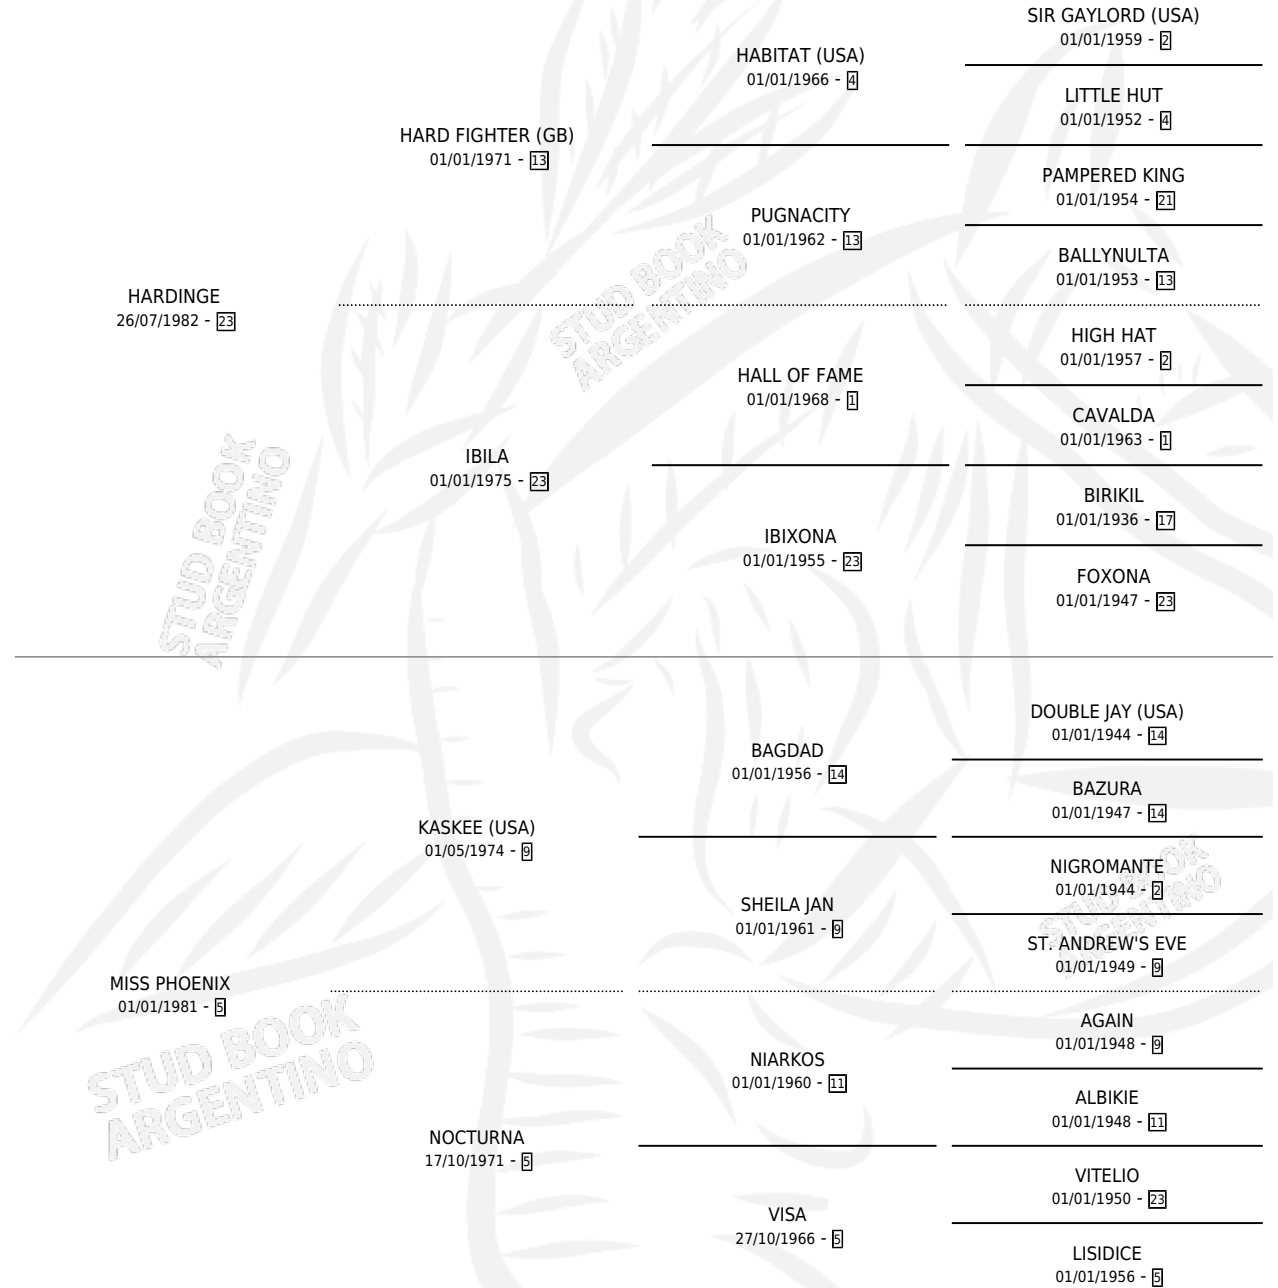 SIR GAYLORD (USA)
01/01/1959 - 2
HABITAT (USA)
01/01/1966 - 4
LITTLE HUT
01/01/1952 - 4
HARD FIGHTER (GB)
01/01/1971 - 13
PAMPERED KING
01/01/1954 - 21
PUGNACITY
01/01/1962 - 13
BALLYNULTA
01/01/1953 - 13
HARDINGE
26/07/1982 - 23
HIGH HAT
01/01/1957 - 2
HALL OF FAME
01/01/1968 - 1
CAVALDA
01/01/1963 - 1
IBILA
01/01/1975 - 23
BIRIKIL
01/01/1936 - 17
IBIXONA
01/01/1955 - 23
FOXONA
01/01/1947 - 23
DOUBLE JAY (USA)
01/01/1944 - 14
BAGDAD
01/01/1956 - 14
BAZURA
01/01/1947 - 14
KASKEE (USA)
01/05/1974 - 9
NIGROMANTE
01/01/1944 - 2
SHEILA JAN
01/01/1961 - 9
ST. ANDREW'S EVE
01/01/1949 - 9
MISS PHOENIX
01/01/1981 - 5
AGAIN
01/01/1948 - 9
NIARKOS
01/01/1960 - 11
ALBIKIE
01/01/1948 - 11
NOCTURNA
17/10/1971 - 5
VITELIO
01/01/1950 - 23
VISA
27/10/1966 - 5
LISIDICE
01/01/1956 - 5
STUD BOOK
ARGENTINO
STUD BOOK
ARGENTINO
STUD BOOK
ARGENTINO
STUD BOOK
ARGENTINO